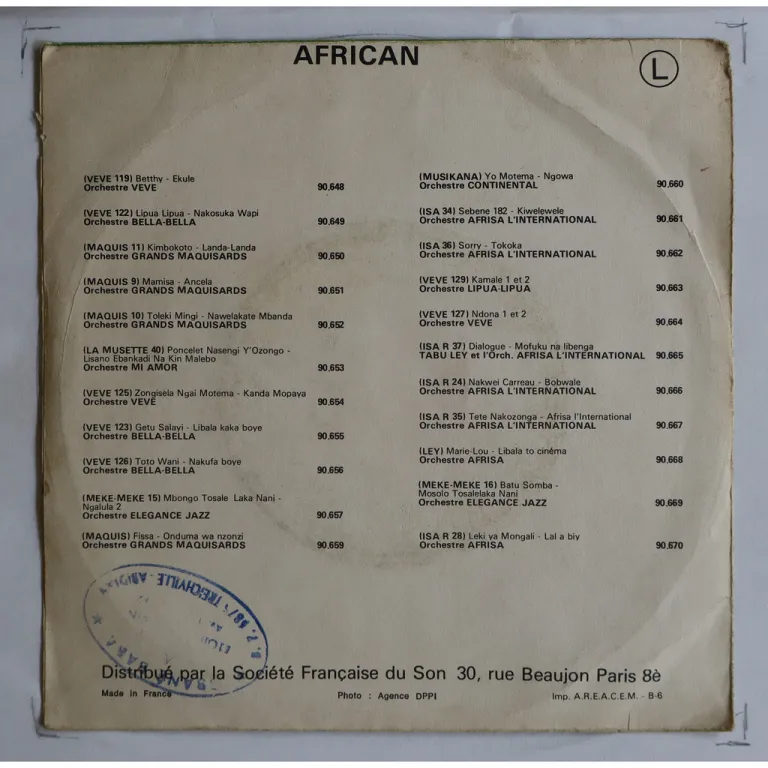 AFRICAN
L
(VEVE 119) Betthy - Ekule
Orchestre VEVE 90.648
(VEVE 122) Lipua Lipua - Nakosuka Wapi
Orchestre BELLA-BELLA 90.649
(MAQUIS 11) Kimbokoto - Landa-Landa
Orchestre GRANDS MAQUISARDS 90.650
(MAQUIS 9) Mamisa - Ancela
Orchestre GRANDS MAQUISARDS 90.651
(MAQUIS 10) Toleki Mingi - Nawelakate Mbanda
Orchestre GRANDS MAQUISARDS 90.652
(LA MUSETTE 40) Poncelet Nasengi Y'Ozongo -
Lisano Ebankadi Na Kin Malebo
Orchestre MI AMOR 90.653
(VEVE 125) Zongisela Ngai Motema - Kanda Mopaya
Orchestre VEVE 90.654
(VEVE 123) Getu Salayi - Libala kaka boye
Orchestre BELLA-BELLA 90.655
(VEVE 126) Toto Wani - Nakufa boye
Orchestre BELLA-BELLA 90.656
(MEKE-MEKE 15) Mbongo Tosale Laka Nani -
Ngalula 2
Orchestre ELEGANCE JAZZ 90.657
(MAQUIS) Fissa - Onduma wa nzonzi
Orchestre GRANDS MAQUISARDS 90.659
(MUSIKANA) Yo Motema - Ngowa
Orchestre CONTINENTAL 90.660
(ISA 34) Sebene 182 - Kiwelewele
Orchestre AFRISA L'INTERNATIONAL 90.661
(ISA 36) Sorry - Tokoka
Orchestre AFRISA L'INTERNATIONAL 90.662
(VEVE 129) Kamale 1 et 2
Orchestre LIPUA-LIPUA 90.663
(VEVE 127) Ndona 1 et 2
Orchestre VEVE 90.664
(ISA R 37) Dialogue - Mofuku na libenga
TABU LEY et l'Orch. AFRISA L'INTERNATIONAL 90.665
(ISA R 24) Nakwei Carreau - Bobwale
Orchestre AFRISA L'INTERNATIONAL 90.666
(ISA R 35) Tete Nakozonga - Afrisa l'International
Orchestre AFRISA L'INTERNATIONAL 90.667
(LEY) Marie-Lou - Libala to cinéma
Orchestre AFRISA 90.668
(MEKE-MEKE 16) Batu Somba -
Mosolo Tosalelaka Nani
Orchestre ELEGANCE JAZZ 90.669
(ISA R 28) Leki ya Mongali - Lal a biy
Orchestre AFRISA 90.670
TREICHVILLE
Distribué par la Société Française du Son 30, rue Beaujon Paris 8è
Made in France
Photo : Agence DPPI
Imp. A.R.E.A.C.E.M. - B-6